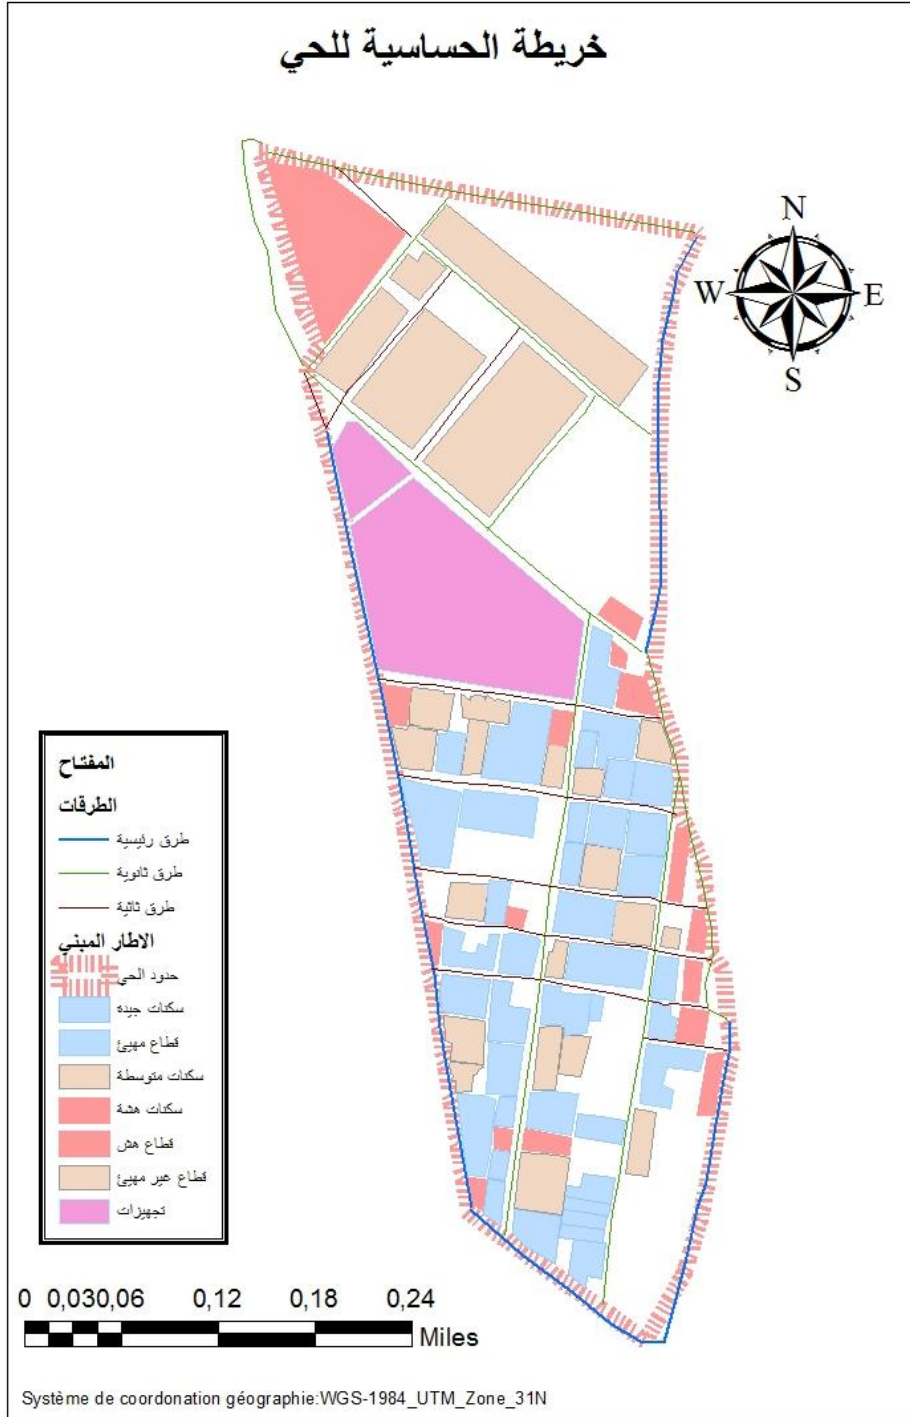 خريطة الحساسية للحي
N
W E
S
المفتاح
الطرقات
طرق رئيسية
طرق ثانوية
طرق ثالثية
الاطار المبني
حدود الحي
سكنات جيدة
قطاع مهيئ
سكنات متوسطة
سكنات هشة
قطاع هش
قطاع غير مهيئ
تجهيزات
0 0,030,06 0,12 0,18 0,24
Miles
Système de coordonation géographie:WGS-1984_UTM_Zone_31N